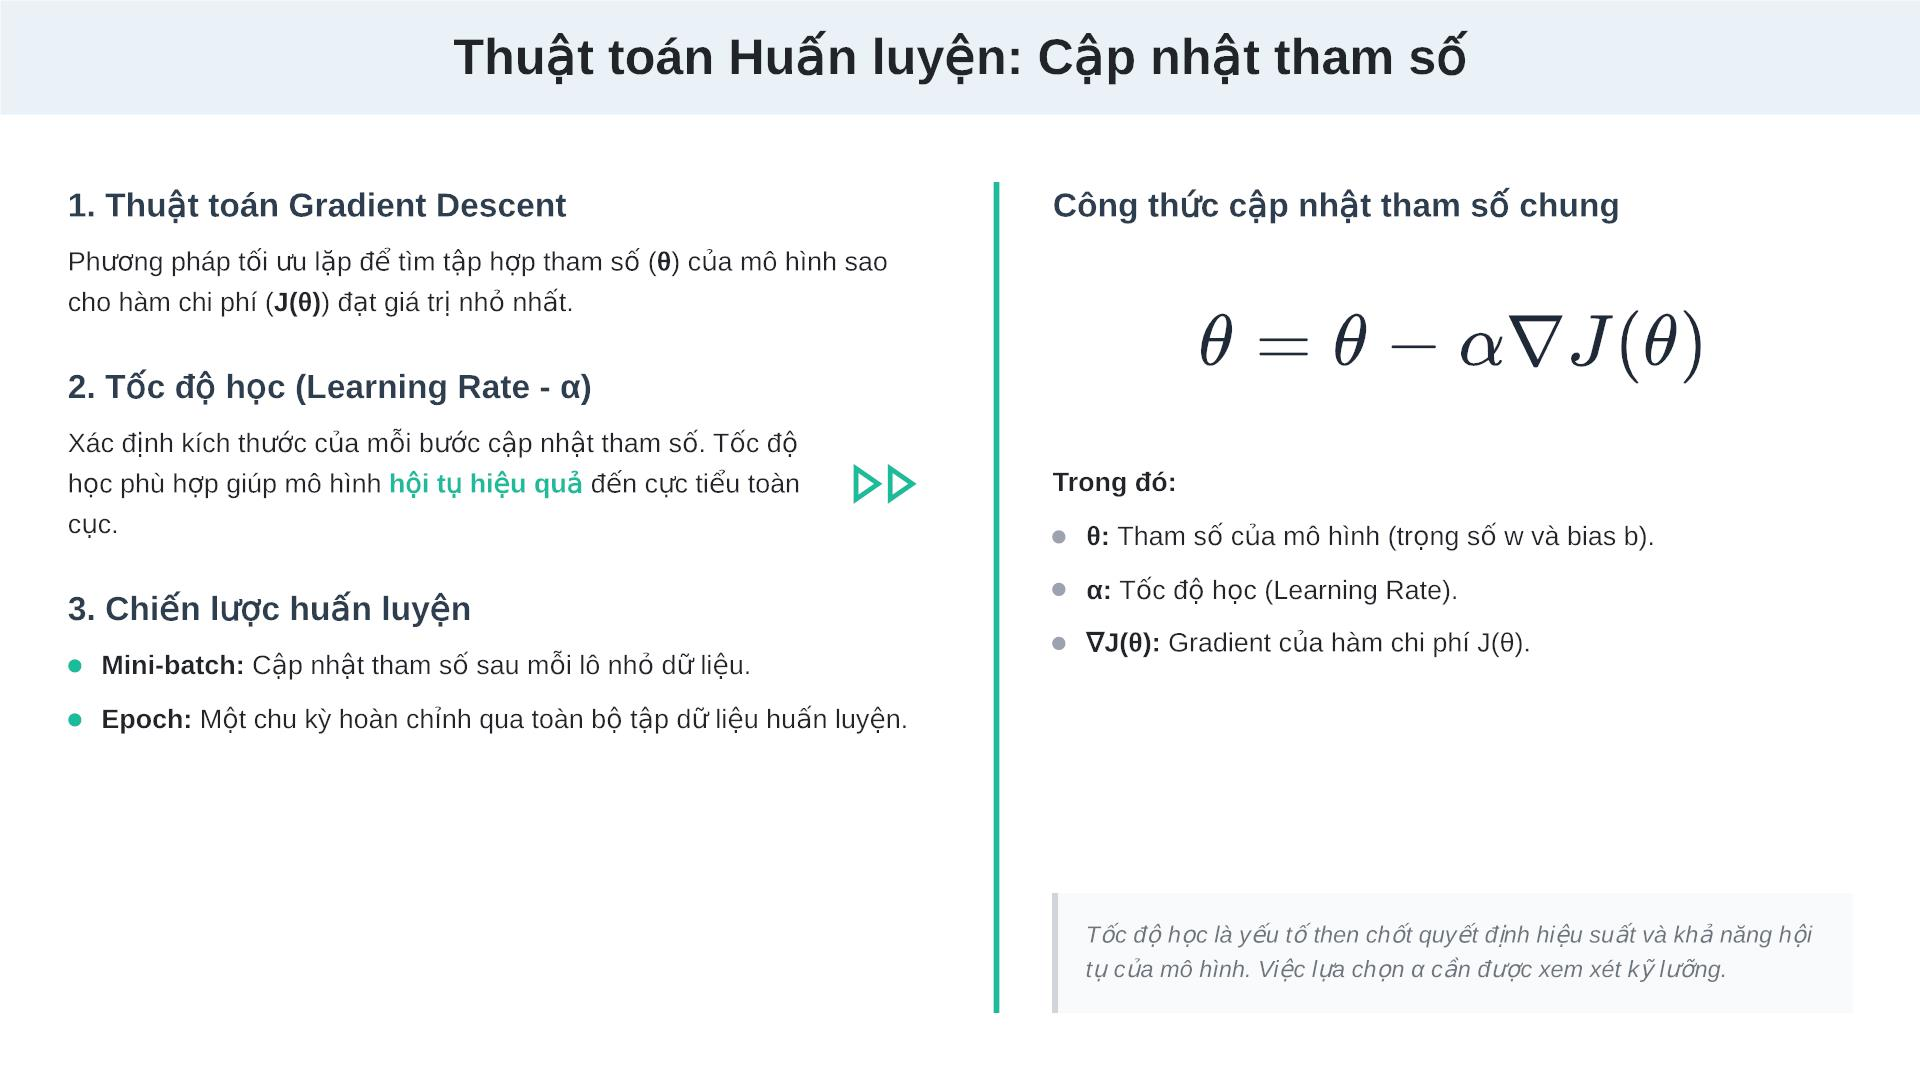 Thuật toán Huấn luyện: Cập nhật tham số
1. Thuật toán Gradient Descent
Phương pháp tối ưu lặp để tìm tập hợp tham số (θ) của mô hình sao
cho hàm chi phí (J(θ)) đạt giá trị nhỏ nhất.
2. Tốc độ học (Learning Rate - α)
Xác định kích thước của mỗi bước cập nhật tham số. Tốc độ
học phù hợp giúp mô hình hội tụ hiệu quả đến cực tiểu toàn
cục.
3. Chiến lược huấn luyện
Mini-batch: Cập nhật tham số sau mỗi lô nhỏ dữ liệu.
Epoch: Một chu kỳ hoàn chỉnh qua toàn bộ tập dữ liệu huấn luyện.
Công thức cập nhật tham số chung
θ = θ − α∇J(θ)
Trong đó:
θ: Tham số của mô hình (trọng số w và bias b).
α: Tốc độ học (Learning Rate).
∇J(θ): Gradient của hàm chi phí J(θ).
Tốc độ học là yếu tố then chốt quyết định hiệu suất và khả năng hội
tụ của mô hình. Việc lựa chọn α cần được xem xét kỹ lưỡng.